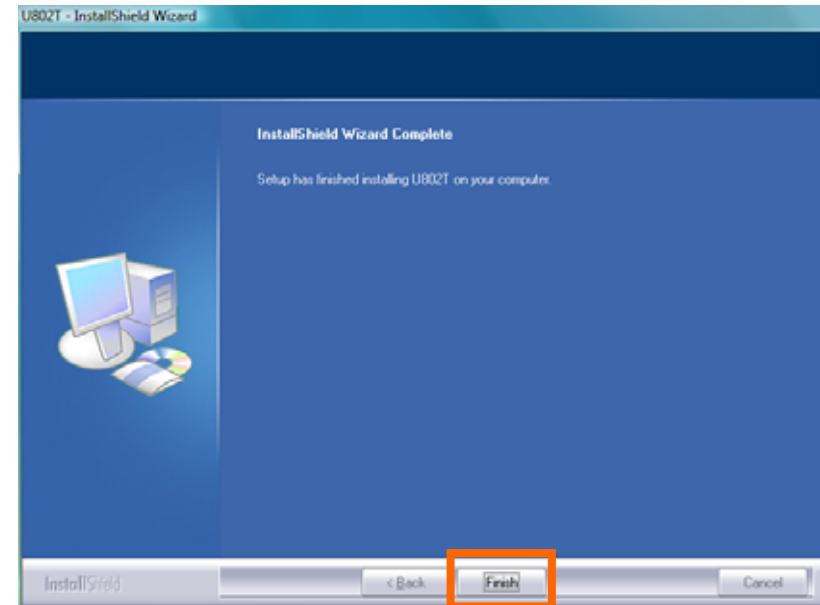 U802T - InstallShield Wizard
InstallShield Wizard Complete
Setup has finished installing U802T on your computer.
InstallShield
< Back
Finish
Cancel